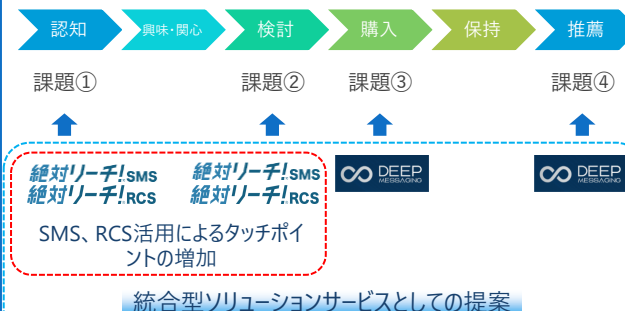 認知
興味・関心
検討
購入
保持
推薦
課題①
課題②
課題③
課題④
絶対リーチ!SMS
絶対リーチ!RCS
絶対リーチ!SMS
絶対リーチ!RCS
DEEP
MESSAGING
DEEP
MESSAGING
SMS、RCS活用によるタッチポイ
ントの増加
統合型ソリューションサービスとしての提案